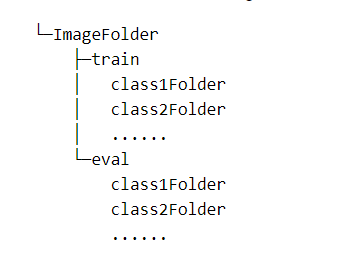 └─ImageFolder
   ├─train
   │   class1Folder
   │   class2Folder
   │   ......
   └─eval
       class1Folder
       class2Folder
       ......